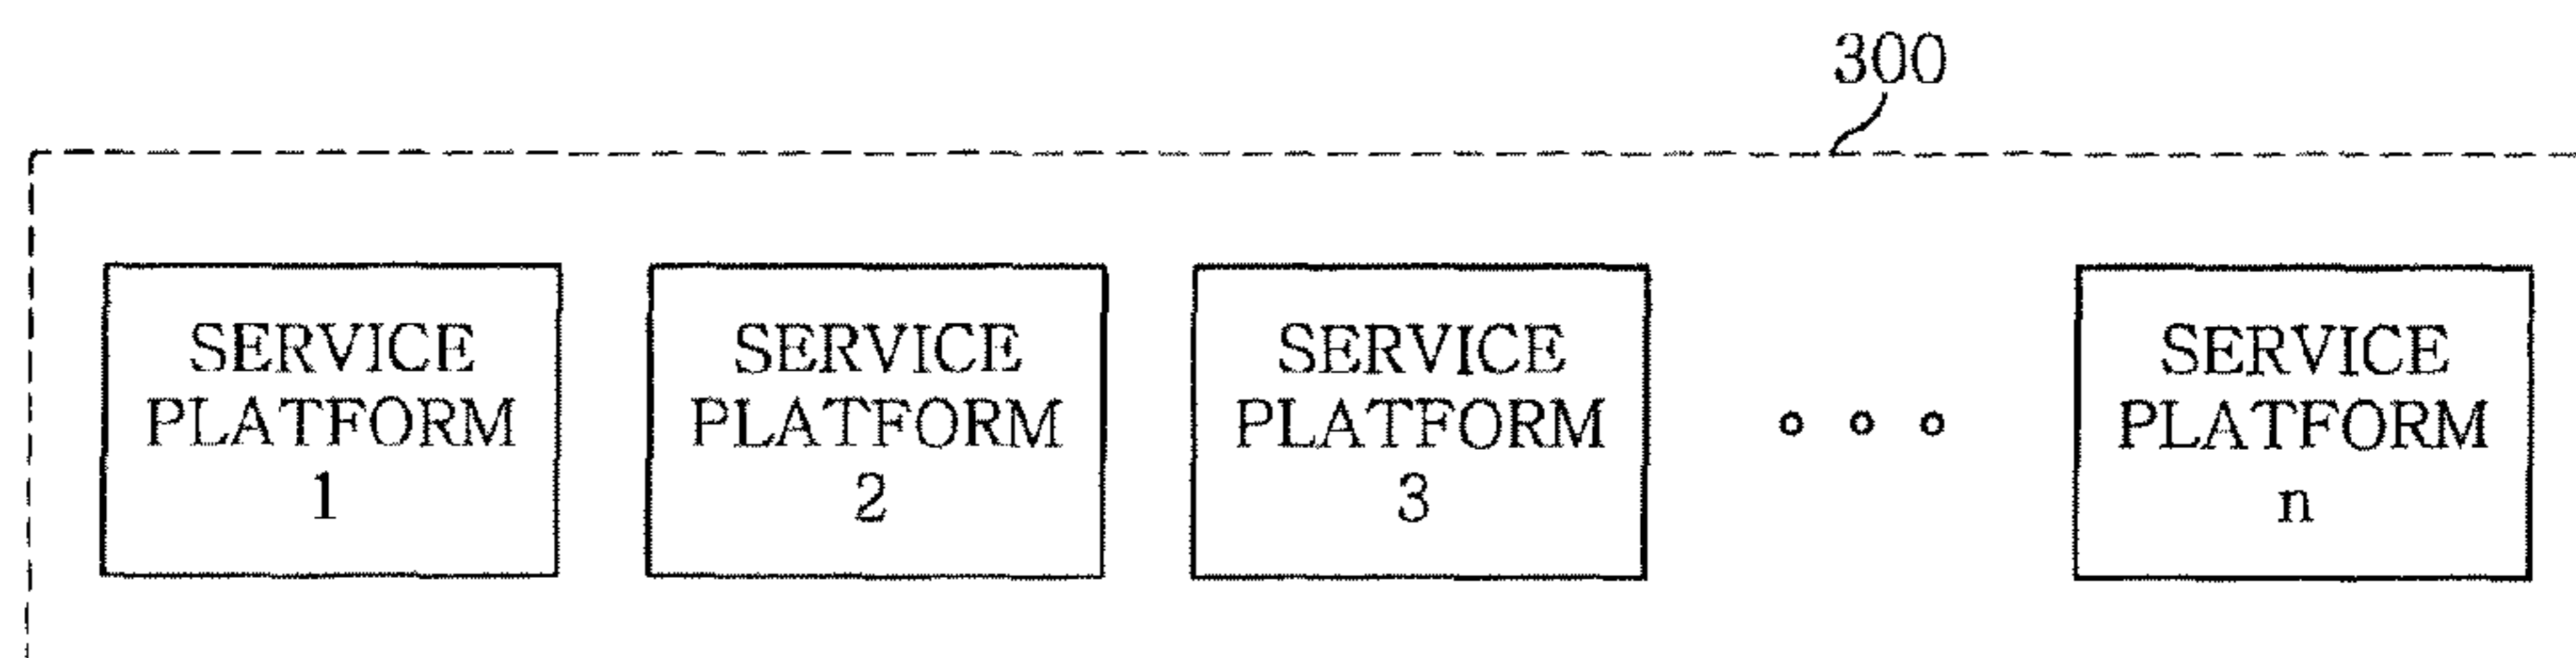 300
SERVICE
PLATFORM
1
SERVICE
PLATFORM
2
SERVICE
PLATFORM
3
SERVICE
PLATFORM
n